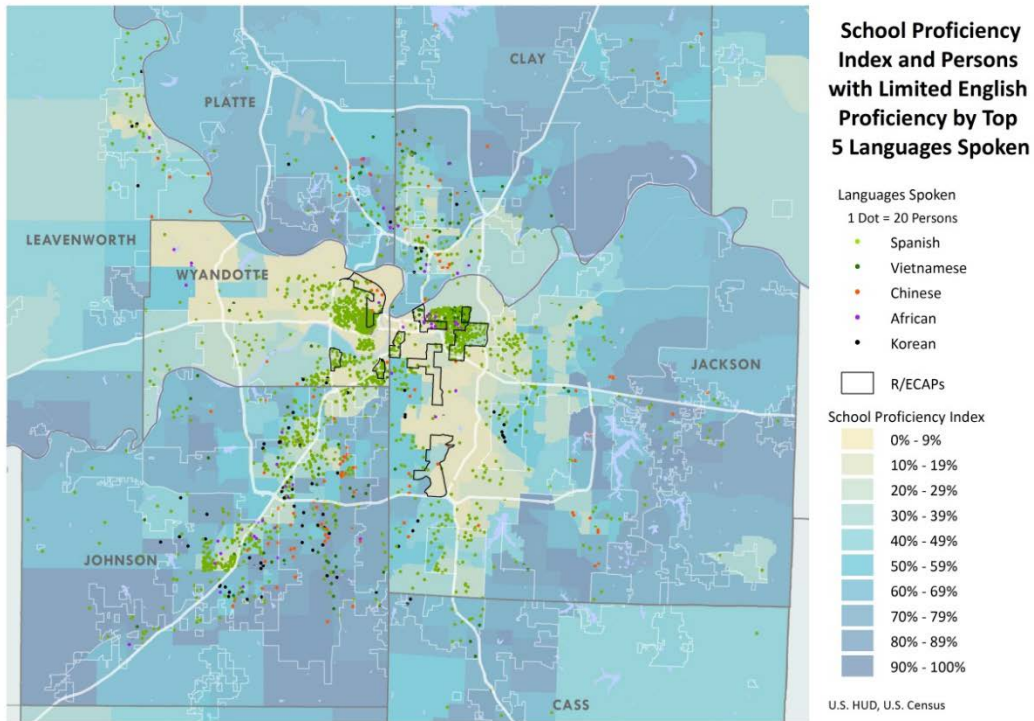 School Proficiency
Index and Persons
with Limited English
Proficiency by Top
5 Languages Spoken
Languages Spoken
1 Dot = 20 Persons
Spanish
Vietnamese
Chinese
African
Korean
R/ECAPs
School Proficiency Index
0% - 9%
10% - 19%
20% - 29%
30% - 39%
40% - 49%
50% - 59%
60% - 69%
70% - 79%
80% - 89%
90% - 100%
U.S. HUD, U.S. Census
CLAY
PLATTE
LEAVENWORTH
WYANDOTTE
JACKSON
JOHNSON
CASS